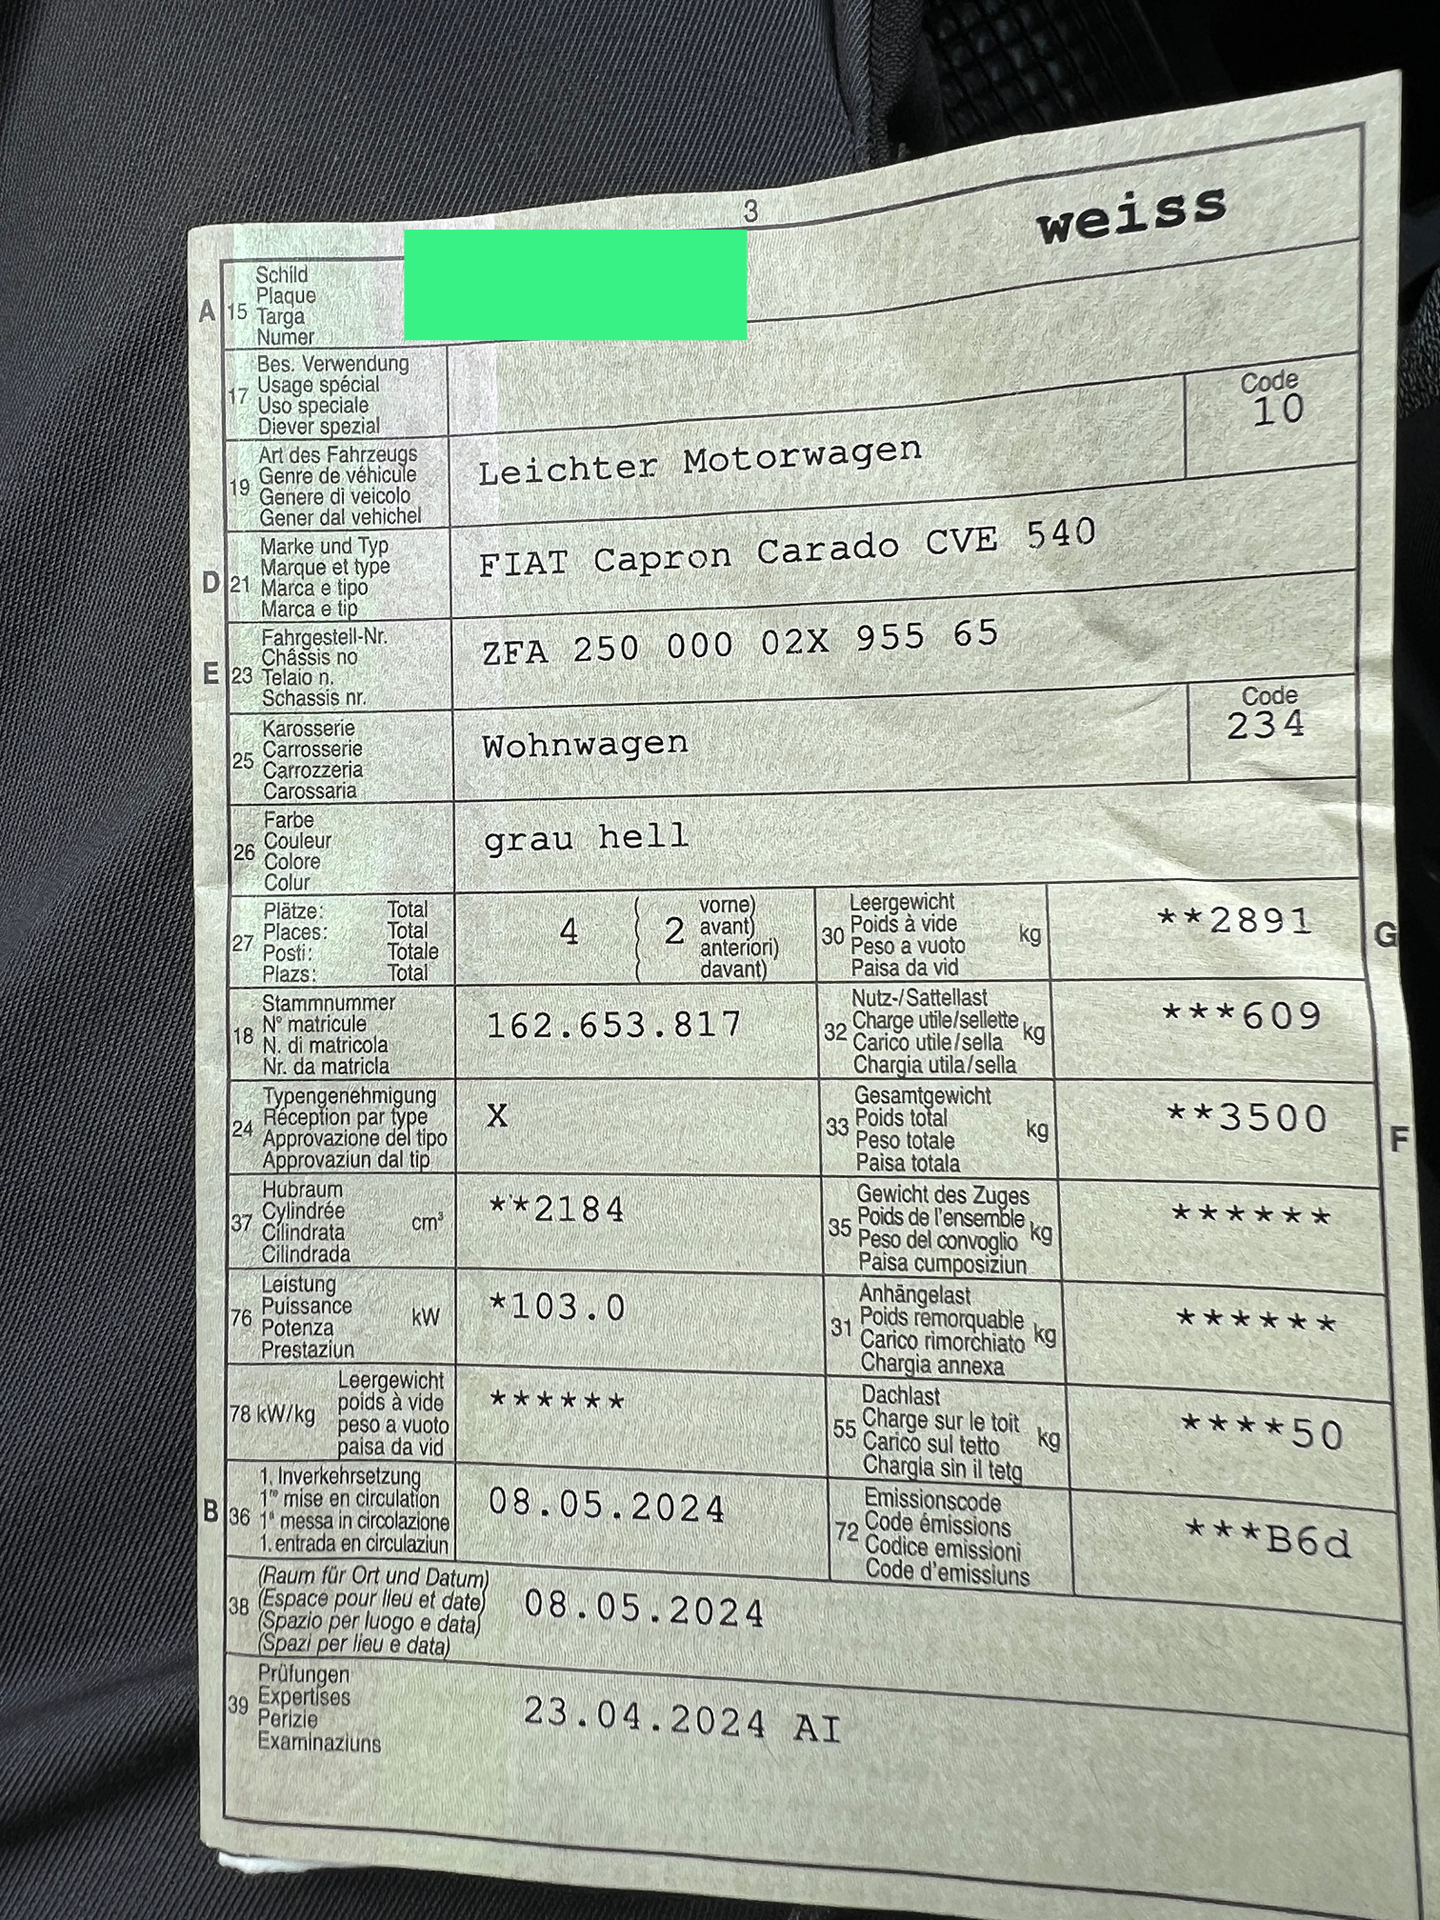 3
weiss
A 15 Schild
Plaque
Targa
Numer
17 Bes. Verwendung
Usage spécial
Uso speciale
Diever spezial
19 Art des Fahrzeugs
Genre de véhicule
Genere di veicolo
Gener dal vehichel
Leichter Motorwagen
Code
10
D 21 Marke und Typ
Marque et type
Marca e tipo
Marca e tip
FIAT Capron Carado CVE 540
E 23 Fahrgestell-Nr.
Châssis no
Telaio n.
Schassis nr.
ZFA 250 000 02X 955 65
25 Karosserie
Carrosserie
Carrozzeria
Carossaria
Wohnwagen
Code
234
26 Farbe
Couleur
Colore
Colur
grau hell
27 Plätze: Total
Places: Total
Posti: Totale
Plazs: Total
4 ( 2 vorne)
avant)
anteriori)
( davant)
30 Leergewicht
Poids à vide kg
Peso a vuoto
Paisa da vid
**2891
G
18 Stammnummer
N° matricule
N. di matricola
Nr. da matricla
162.653.817
32 Nutz-/Sattellast
Charge utile/sellette kg
Carico utile/sella
Chargia utila/sella
***609
24 Typengenehmigung
Réception par type
Approvazione del tipo
Approvaziun dal tip
X
33 Gesamtgewicht
Poids total kg
Peso totale
Paisa totala
**3500
F
37 Hubraum
Cylindrée cm³
Cilindrata
Cilindrada
**2184
35 Gewicht des Zuges
Poids de l'ensemble kg
Peso del convoglio
Paisa cumposiziun
******
76 Leistung
Puissance kW
Potenza
Prestaziun
*103.0
31 Anhängelast
Poids remorquable kg
Carico rimorchiato
Chargia annexa
******
78 kW/kg Leergewicht
poids à vide
peso a vuoto
paisa da vid
******
55 Dachlast
Charge sur le toit kg
Carico sul tetto
Chargia sin il tetg
****50
B 36 1. Inverkehrsetzung
1re mise en circulation
1a messa in circolazione
1. entrada en circulaziun
08.05.2024
72 Emissionscode
Code émissions
Codice emissioni
Code d'emissiuns
***B6d
38 (Raum für Ort und Datum)
(Espace pour lieu et date)
(Spazio per luogo e data)
(Spazi per lieu e data)
08.05.2024
39 Prüfungen
Expertises
Perizie
Examinaziuns
23.04.2024 AI